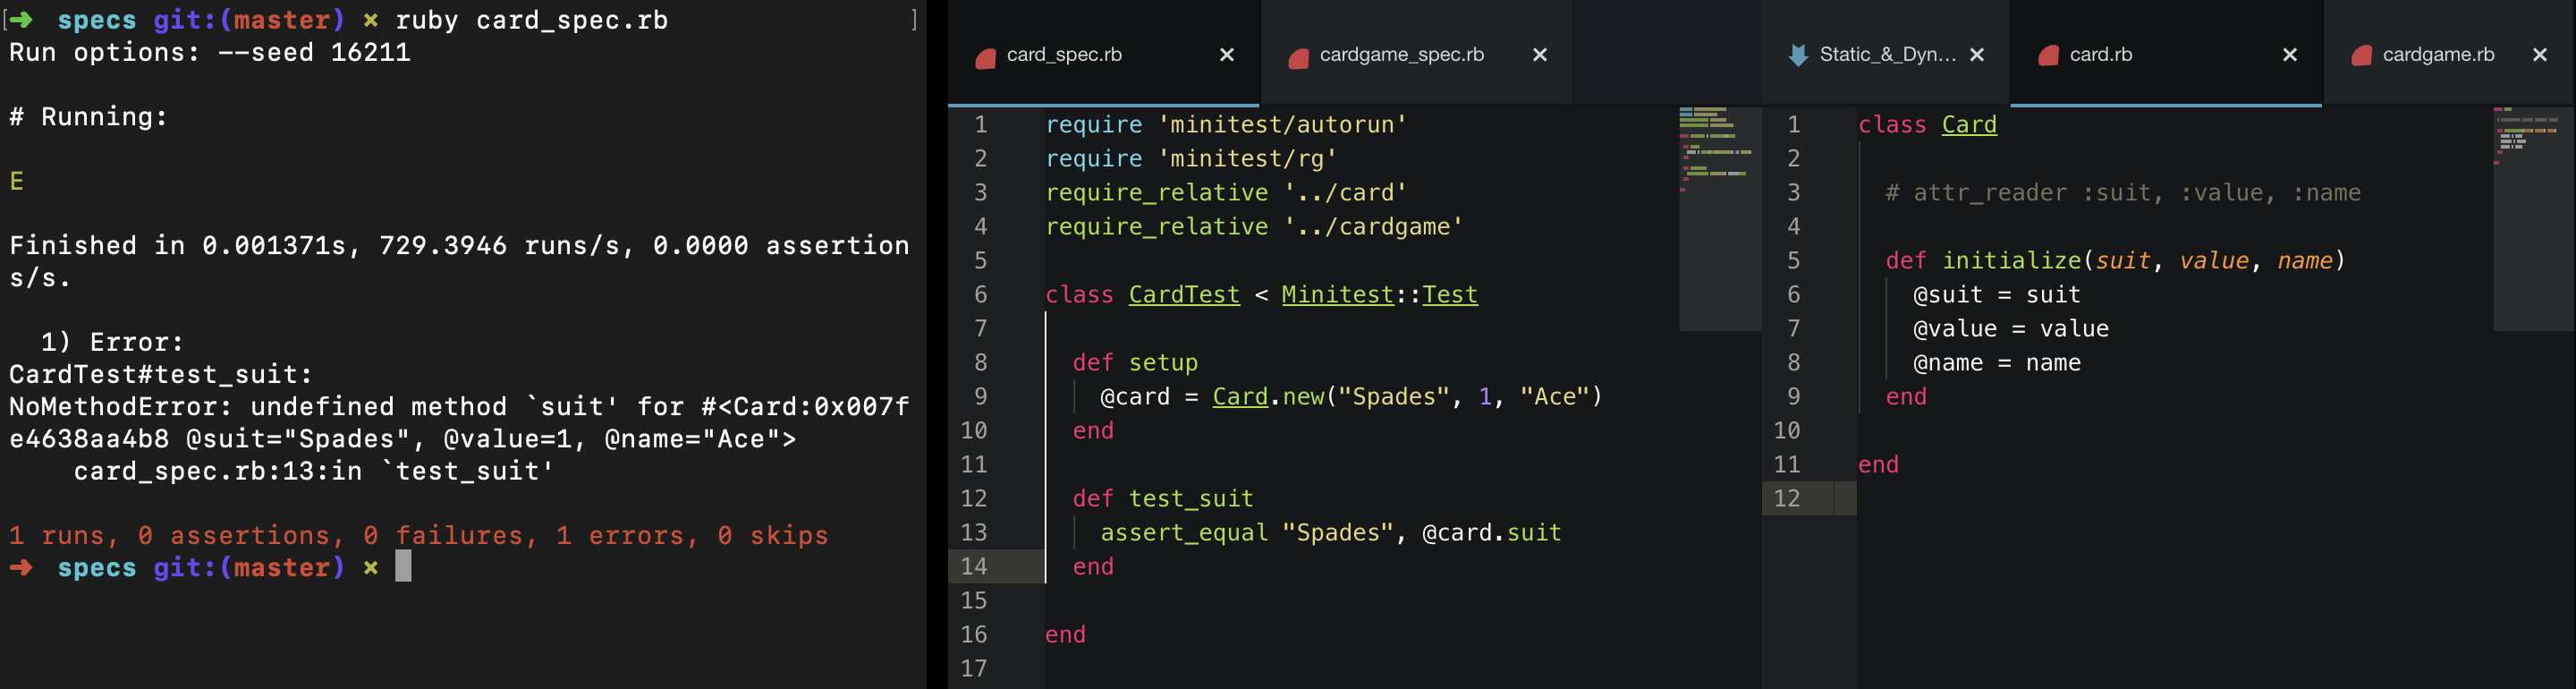 [➜  specs git:(master) ✗ ruby card_spec.rb ]
Run options: --seed 16211
# Running:
E
Finished in 0.001371s, 729.3946 runs/s, 0.0000 assertion
s/s.
1) Error:
CardTest#test_suit:
NoMethodError: undefined method `suit' for #<Card:0x007f
e4638aa4b8 @suit="Spades", @value=1, @name="Ace">
card_spec.rb:13:in `test_suit'
1 runs, 0 assertions, 0 failures, 1 errors, 0 skips
➜  specs git:(master) ✗
card_spec.rb ×
cardgame_spec.rb ×
1 require 'minitest/autorun'
2 require 'minitest/rg'
3 require_relative '../card'
4 require_relative '../cardgame'
5
6 class CardTest < Minitest::Test
7
8 def setup
9 @card = Card.new("Spades", 1, "Ace")
10 end
11
12 def test_suit
13 assert_equal "Spades", @card.suit
14 end
15
16 end
17
Static_&_Dyn... ×
card.rb ×
cardgame.rb ×
1 class Card
2
3 # attr_reader :suit, :value, :name
4
5 def initialize(suit, value, name)
6 @suit = suit
7 @value = value
8 @name = name
9 end
10
11 end
12